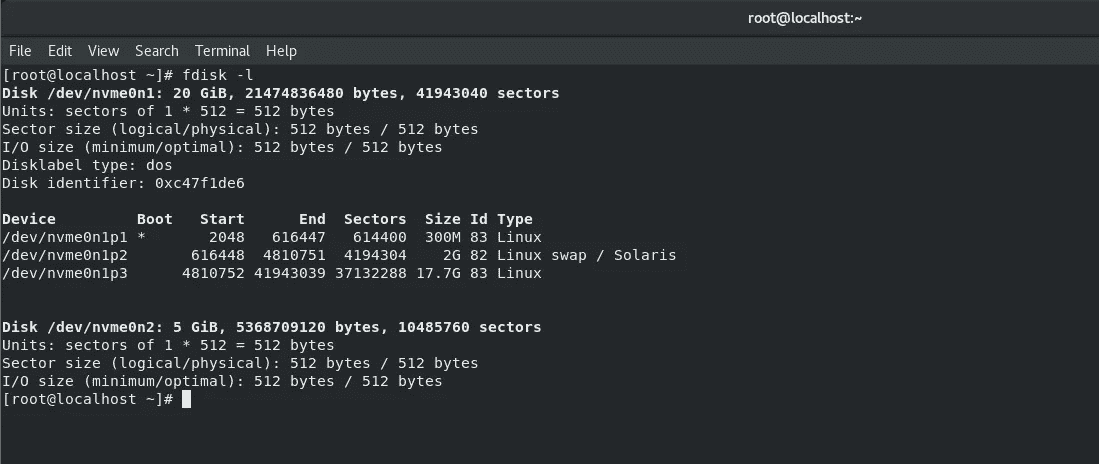 root@localhost:~
File Edit View Search Terminal Help
[root@localhost ~]# fdisk -l
Disk /dev/nvme0n1: 20 GiB, 21474836480 bytes, 41943040 sectors
Units: sectors of 1 * 512 = 512 bytes
Sector size (logical/physical): 512 bytes / 512 bytes
I/O size (minimum/optimal): 512 bytes / 512 bytes
Disklabel type: dos
Disk identifier: 0xc47f1de6
Device         Boot   Start      End  Sectors  Size Id Type
/dev/nvme0n1p1 *       2048   616447   614400  300M 83 Linux
/dev/nvme0n1p2       616448  4810751  4194304    2G 82 Linux swap / Solaris
/dev/nvme0n1p3      4810752 41943039 37132288 17.7G 83 Linux
Disk /dev/nvme0n2: 5 GiB, 5368709120 bytes, 10485760 sectors
Units: sectors of 1 * 512 = 512 bytes
Sector size (logical/physical): 512 bytes / 512 bytes
I/O size (minimum/optimal): 512 bytes / 512 bytes
[root@localhost ~]#